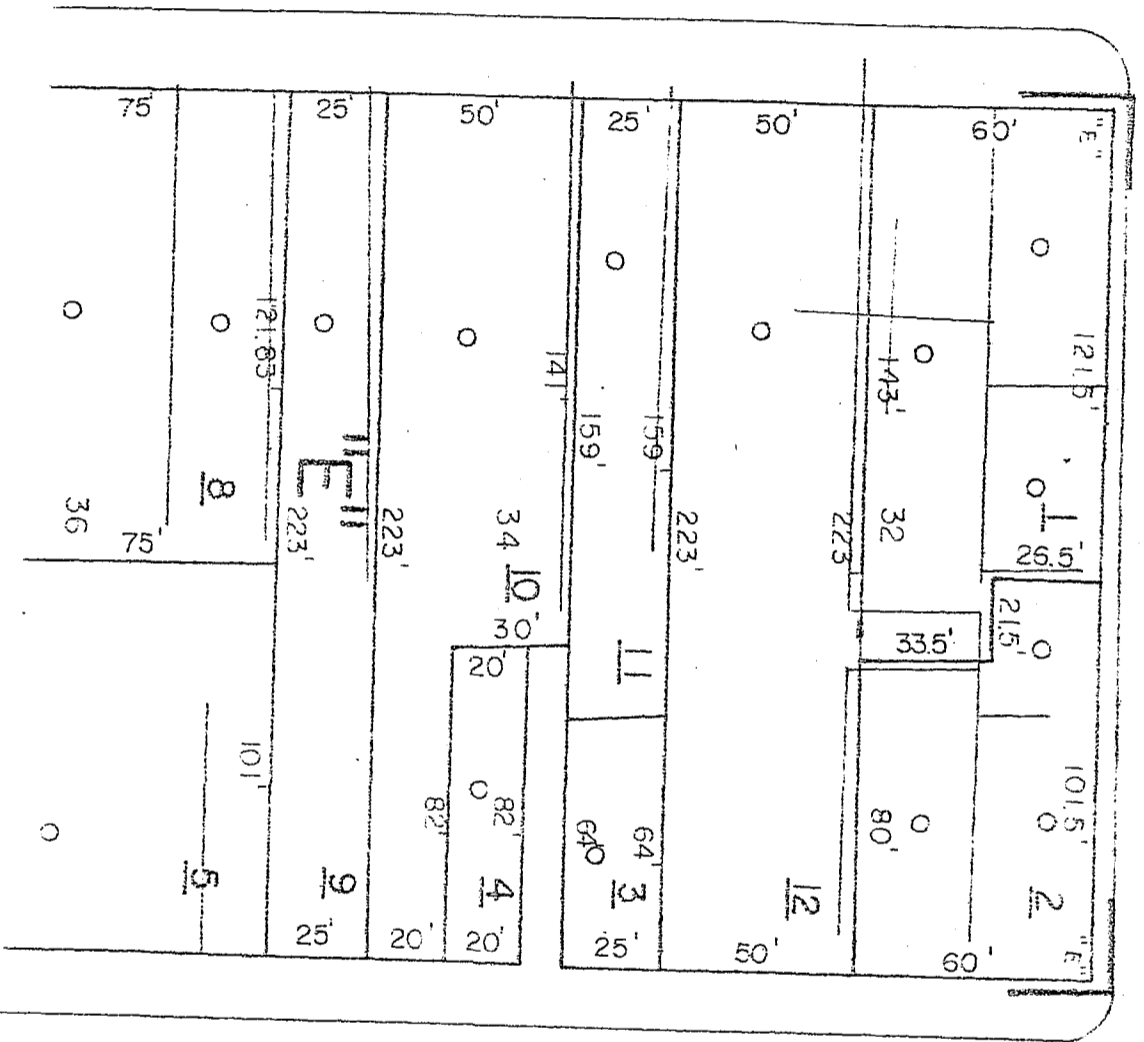 75' 25' 50' 25' 50' 60' "E"
121.5'
121.83' 141' 159' 159' 143'
"E"
8 1
36 75' 223' 223' 34 10 223' 223 32 26.5'
30' 11 33.5' 21.5'
20'
101' 82' 82' 64' 64' 80' 101.5'
5 9 4 3 12 2
25' 20' 20' 25' 50' 60' "E"